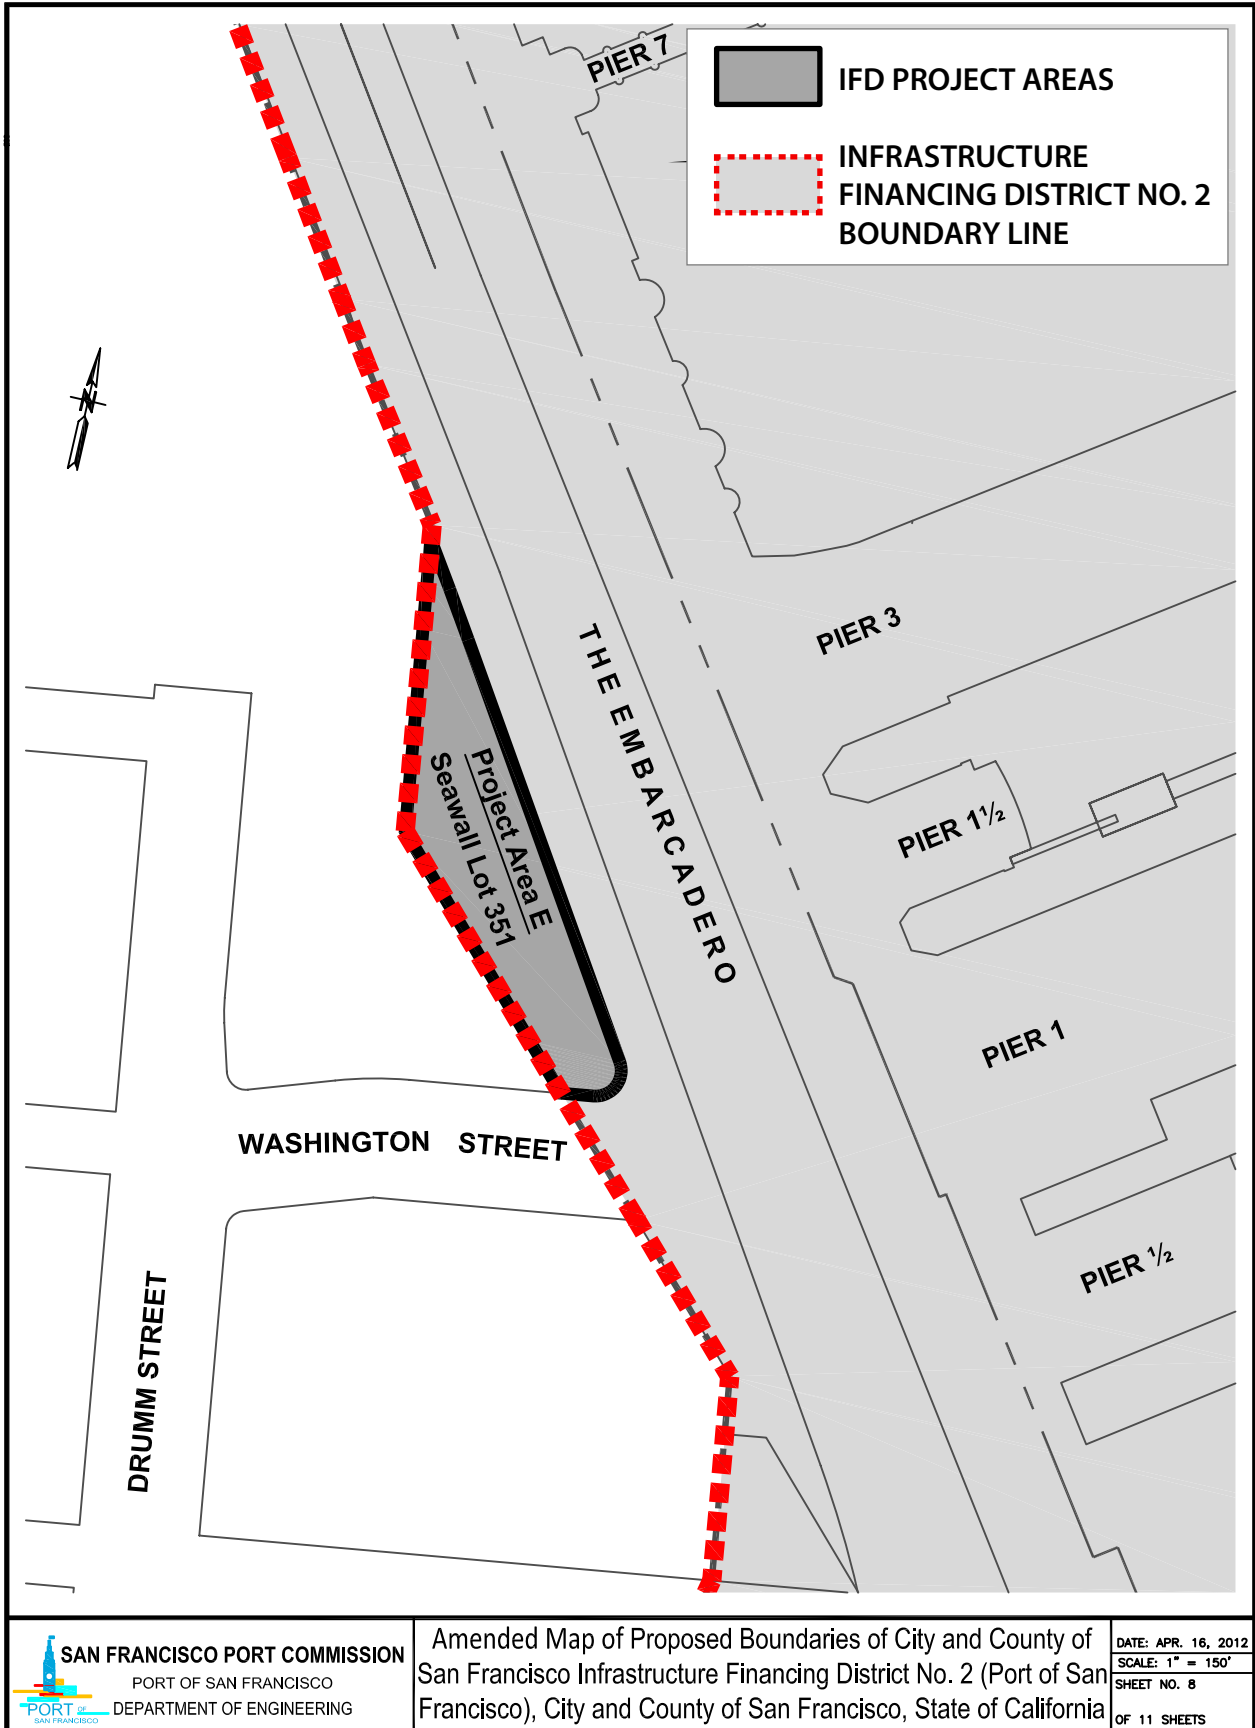 PIER 7
IFD PROJECT AREAS
INFRASTRUCTURE
FINANCING DISTRICT NO. 2
BOUNDARY LINE
N
PIER 3
THE EMBARCADERO
Project Area E
Seawall Lot 351
PIER 1½
PIER 1
WASHINGTON STREET
PIER ½
DRUMM STREET
SAN FRANCISCO PORT COMMISSION
PORT OF SAN FRANCISCO
DEPARTMENT OF ENGINEERING
PORT OF
SAN FRANCISCO
Amended Map of Proposed Boundaries of City and County of
San Francisco Infrastructure Financing District No. 2 (Port of San
Francisco), City and County of San Francisco, State of California
DATE: APR. 16, 2012
SCALE: 1" = 150'
SHEET NO. 8
OF 11 SHEETS